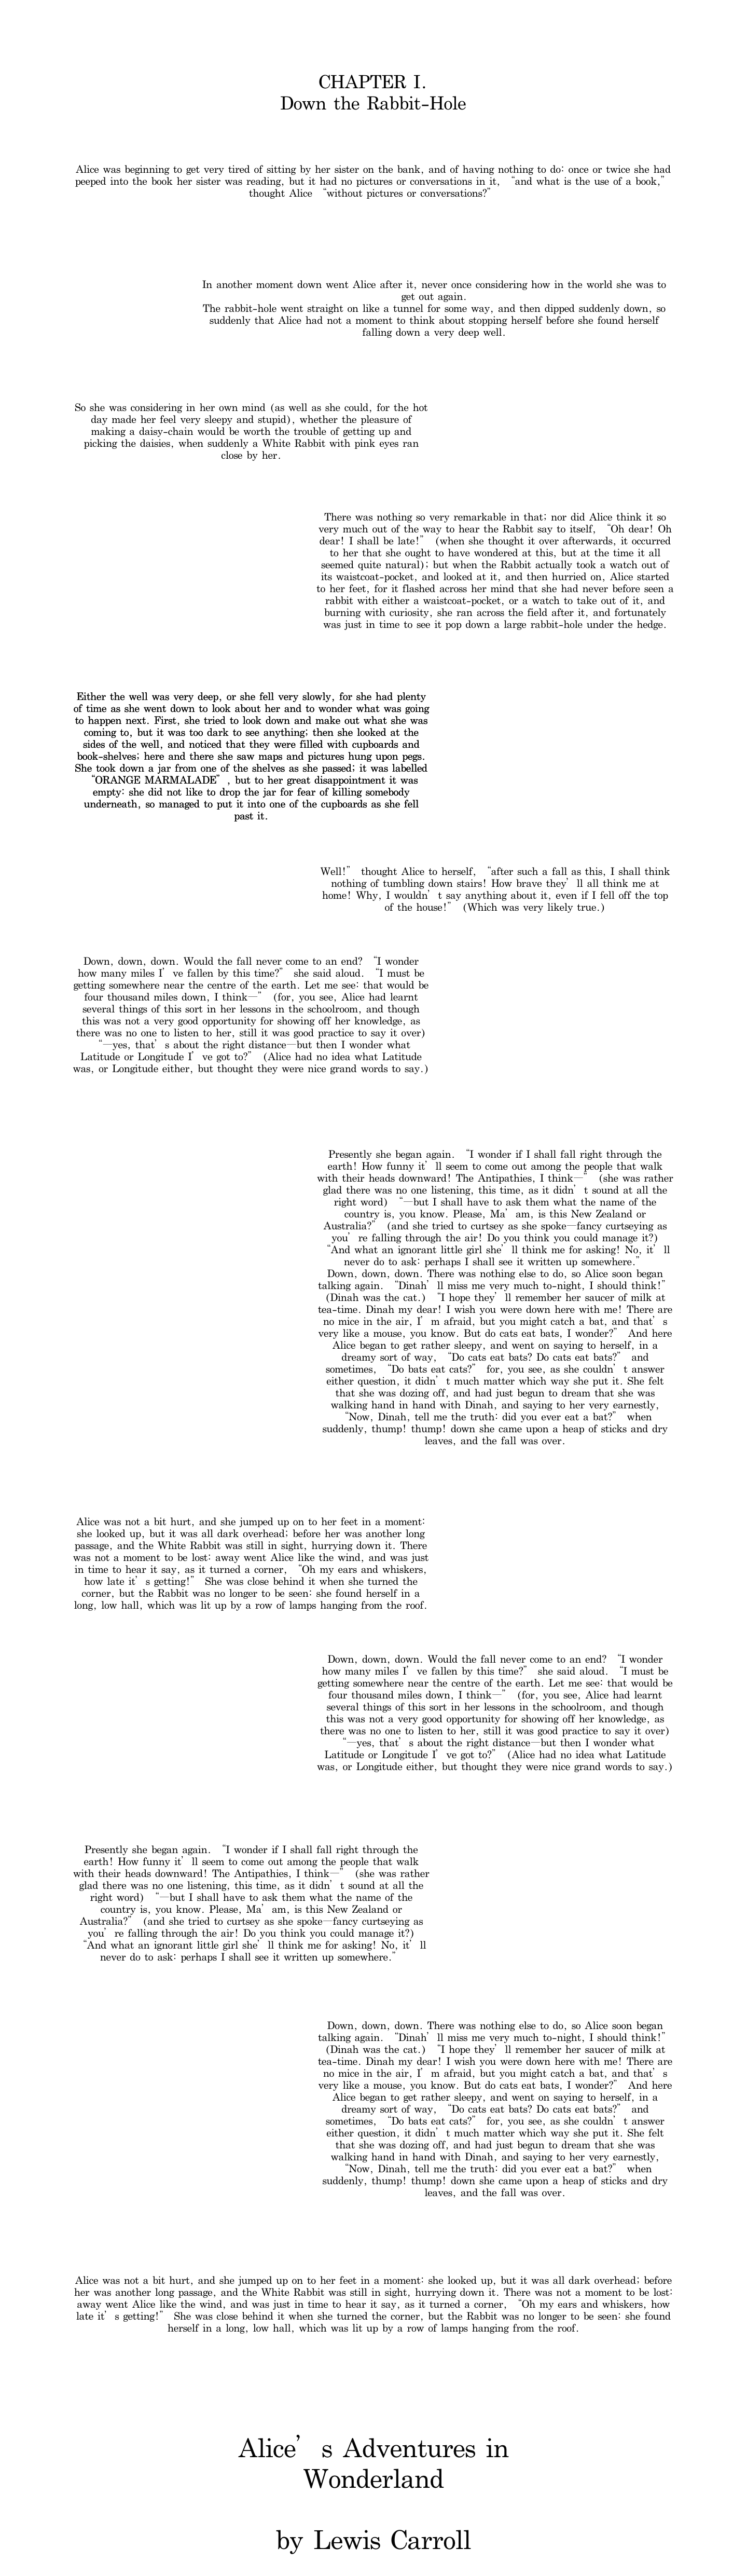 CHAPTER I.
Down the Rabbit-Hole
Alice was beginning to get very tired of sitting by her sister on the bank, and of having nothing to do: once or twice she had
peeped into the book her sister was reading, but it had no pictures or conversations in it, “and what is the use of a book,”
thought Alice “without pictures or conversations?”
In another moment down went Alice after it, never once considering how in the world she was to
get out again.
The rabbit-hole went straight on like a tunnel for some way, and then dipped suddenly down, so
suddenly that Alice had not a moment to think about stopping herself before she found herself
falling down a very deep well.
So she was considering in her own mind (as well as she could, for the hot
day made her feel very sleepy and stupid), whether the pleasure of
making a daisy-chain would be worth the trouble of getting up and
picking the daisies, when suddenly a White Rabbit with pink eyes ran
close by her.
There was nothing so very remarkable in that; nor did Alice think it so
very much out of the way to hear the Rabbit say to itself, “Oh dear! Oh
dear! I shall be late!” (when she thought it over afterwards, it occurred
to her that she ought to have wondered at this, but at the time it all
seemed quite natural); but when the Rabbit actually took a watch out of
its waistcoat-pocket, and looked at it, and then hurried on, Alice started
to her feet, for it flashed across her mind that she had never before seen a
rabbit with either a waistcoat-pocket, or a watch to take out of it, and
burning with curiosity, she ran across the field after it, and fortunately
was just in time to see it pop down a large rabbit-hole under the hedge.
Either the well was very deep, or she fell very slowly, for she had plenty
of time as she went down to look about her and to wonder what was going
to happen next. First, she tried to look down and make out what she was
coming to, but it was too dark to see anything; then she looked at the
sides of the well, and noticed that they were filled with cupboards and
book-shelves; here and there she saw maps and pictures hung upon pegs.
She took down a jar from one of the shelves as she passed; it was labelled
“ORANGE MARMALADE”, but to her great disappointment it was
empty: she did not like to drop the jar for fear of killing somebody
underneath, so managed to put it into one of the cupboards as she fell
past it.
Well!” thought Alice to herself, “after such a fall as this, I shall think
nothing of tumbling down stairs! How brave they’ll all think me at
home! Why, I wouldn’t say anything about it, even if I fell off the top
of the house!” (Which was very likely true.)
Down, down, down. Would the fall never come to an end? “I wonder
how many miles I’ve fallen by this time?” she said aloud. “I must be
getting somewhere near the centre of the earth. Let me see: that would be
four thousand miles down, I think—” (for, you see, Alice had learnt
several things of this sort in her lessons in the schoolroom, and though
this was not a very good opportunity for showing off her knowledge, as
there was no one to listen to her, still it was good practice to say it over)
“—yes, that’s about the right distance—but then I wonder what
Latitude or Longitude I’ve got to?” (Alice had no idea what Latitude
was, or Longitude either, but thought they were nice grand words to say.)
Presently she began again. “I wonder if I shall fall right through the
earth! How funny it’ll seem to come out among the people that walk
with their heads downward! The Antipathies, I think—” (she was rather
glad there was no one listening, this time, as it didn’t sound at all the
right word) “—but I shall have to ask them what the name of the
country is, you know. Please, Ma’am, is this New Zealand or
Australia?” (and she tried to curtsey as she spoke—fancy curtseying as
you’re falling through the air! Do you think you could manage it?)
“And what an ignorant little girl she’ll think me for asking! No, it’ll
never do to ask: perhaps I shall see it written up somewhere.”
Down, down, down. There was nothing else to do, so Alice soon began
talking again. “Dinah’ll miss me very much to-night, I should think!”
(Dinah was the cat.) “I hope they’ll remember her saucer of milk at
tea-time. Dinah my dear! I wish you were down here with me! There are
no mice in the air, I’m afraid, but you might catch a bat, and that’s
very like a mouse, you know. But do cats eat bats, I wonder?” And here
Alice began to get rather sleepy, and went on saying to herself, in a
dreamy sort of way, “Do cats eat bats? Do cats eat bats?” and
sometimes, “Do bats eat cats?” for, you see, as she couldn’t answer
either question, it didn’t much matter which way she put it. She felt
that she was dozing off, and had just begun to dream that she was
walking hand in hand with Dinah, and saying to her very earnestly,
“Now, Dinah, tell me the truth: did you ever eat a bat?” when
suddenly, thump! thump! down she came upon a heap of sticks and dry
leaves, and the fall was over.
Alice was not a bit hurt, and she jumped up on to her feet in a moment:
she looked up, but it was all dark overhead; before her was another long
passage, and the White Rabbit was still in sight, hurrying down it. There
was not a moment to be lost: away went Alice like the wind, and was just
in time to hear it say, as it turned a corner, “Oh my ears and whiskers,
how late it’s getting!” She was close behind it when she turned the
corner, but the Rabbit was no longer to be seen: she found herself in a
long, low hall, which was lit up by a row of lamps hanging from the roof.
Down, down, down. Would the fall never come to an end? “I wonder
how many miles I’ve fallen by this time?” she said aloud. “I must be
getting somewhere near the centre of the earth. Let me see: that would be
four thousand miles down, I think—” (for, you see, Alice had learnt
several things of this sort in her lessons in the schoolroom, and though
this was not a very good opportunity for showing off her knowledge, as
there was no one to listen to her, still it was good practice to say it over)
“—yes, that’s about the right distance—but then I wonder what
Latitude or Longitude I’ve got to?” (Alice had no idea what Latitude
was, or Longitude either, but thought they were nice grand words to say.)
Presently she began again. “I wonder if I shall fall right through the
earth! How funny it’ll seem to come out among the people that walk
with their heads downward! The Antipathies, I think—” (she was rather
glad there was no one listening, this time, as it didn’t sound at all the
right word) “—but I shall have to ask them what the name of the
country is, you know. Please, Ma’am, is this New Zealand or
Australia?” (and she tried to curtsey as she spoke—fancy curtseying as
you’re falling through the air! Do you think you could manage it?)
“And what an ignorant little girl she’ll think me for asking! No, it’ll
never do to ask: perhaps I shall see it written up somewhere.”
Down, down, down. There was nothing else to do, so Alice soon began
talking again. “Dinah’ll miss me very much to-night, I should think!”
(Dinah was the cat.) “I hope they’ll remember her saucer of milk at
tea-time. Dinah my dear! I wish you were down here with me! There are
no mice in the air, I’m afraid, but you might catch a bat, and that’s
very like a mouse, you know. But do cats eat bats, I wonder?” And here
Alice began to get rather sleepy, and went on saying to herself, in a
dreamy sort of way, “Do cats eat bats? Do cats eat bats?” and
sometimes, “Do bats eat cats?” for, you see, as she couldn’t answer
either question, it didn’t much matter which way she put it. She felt
that she was dozing off, and had just begun to dream that she was
walking hand in hand with Dinah, and saying to her very earnestly,
“Now, Dinah, tell me the truth: did you ever eat a bat?” when
suddenly, thump! thump! down she came upon a heap of sticks and dry
leaves, and the fall was over.
Alice was not a bit hurt, and she jumped up on to her feet in a moment: she looked up, but it was all dark overhead; before
her was another long passage, and the White Rabbit was still in sight, hurrying down it. There was not a moment to be lost:
away went Alice like the wind, and was just in time to hear it say, as it turned a corner, “Oh my ears and whiskers, how
late it’s getting!” She was close behind it when she turned the corner, but the Rabbit was no longer to be seen: she found
herself in a long, low hall, which was lit up by a row of lamps hanging from the roof.
Alice’s Adventures in
Wonderland
by Lewis Carroll